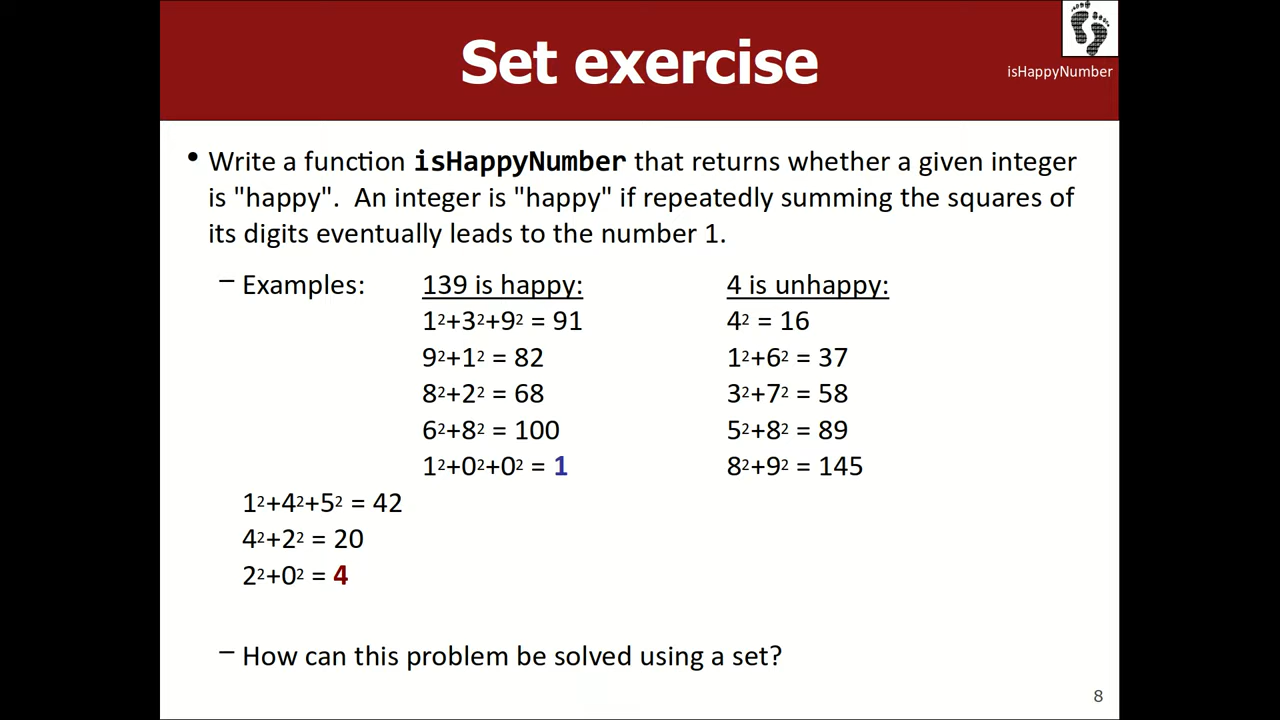 Set exercise
isHappyNumber
• Write a function isHappyNumber that returns whether a given integer
is "happy". An integer is "happy" if repeatedly summing the squares of
its digits eventually leads to the number 1.
– Examples: 139 is happy: 4 is unhappy:
1²+3²+9² = 91 4² = 16
9²+1² = 82 1²+6² = 37
8²+2² = 68 3²+7² = 58
6²+8² = 100 5²+8² = 89
1²+0²+0² = 1 8²+9² = 145
1²+4²+5² = 42
4²+2² = 20
2²+0² = 4
– How can this problem be solved using a set?
8